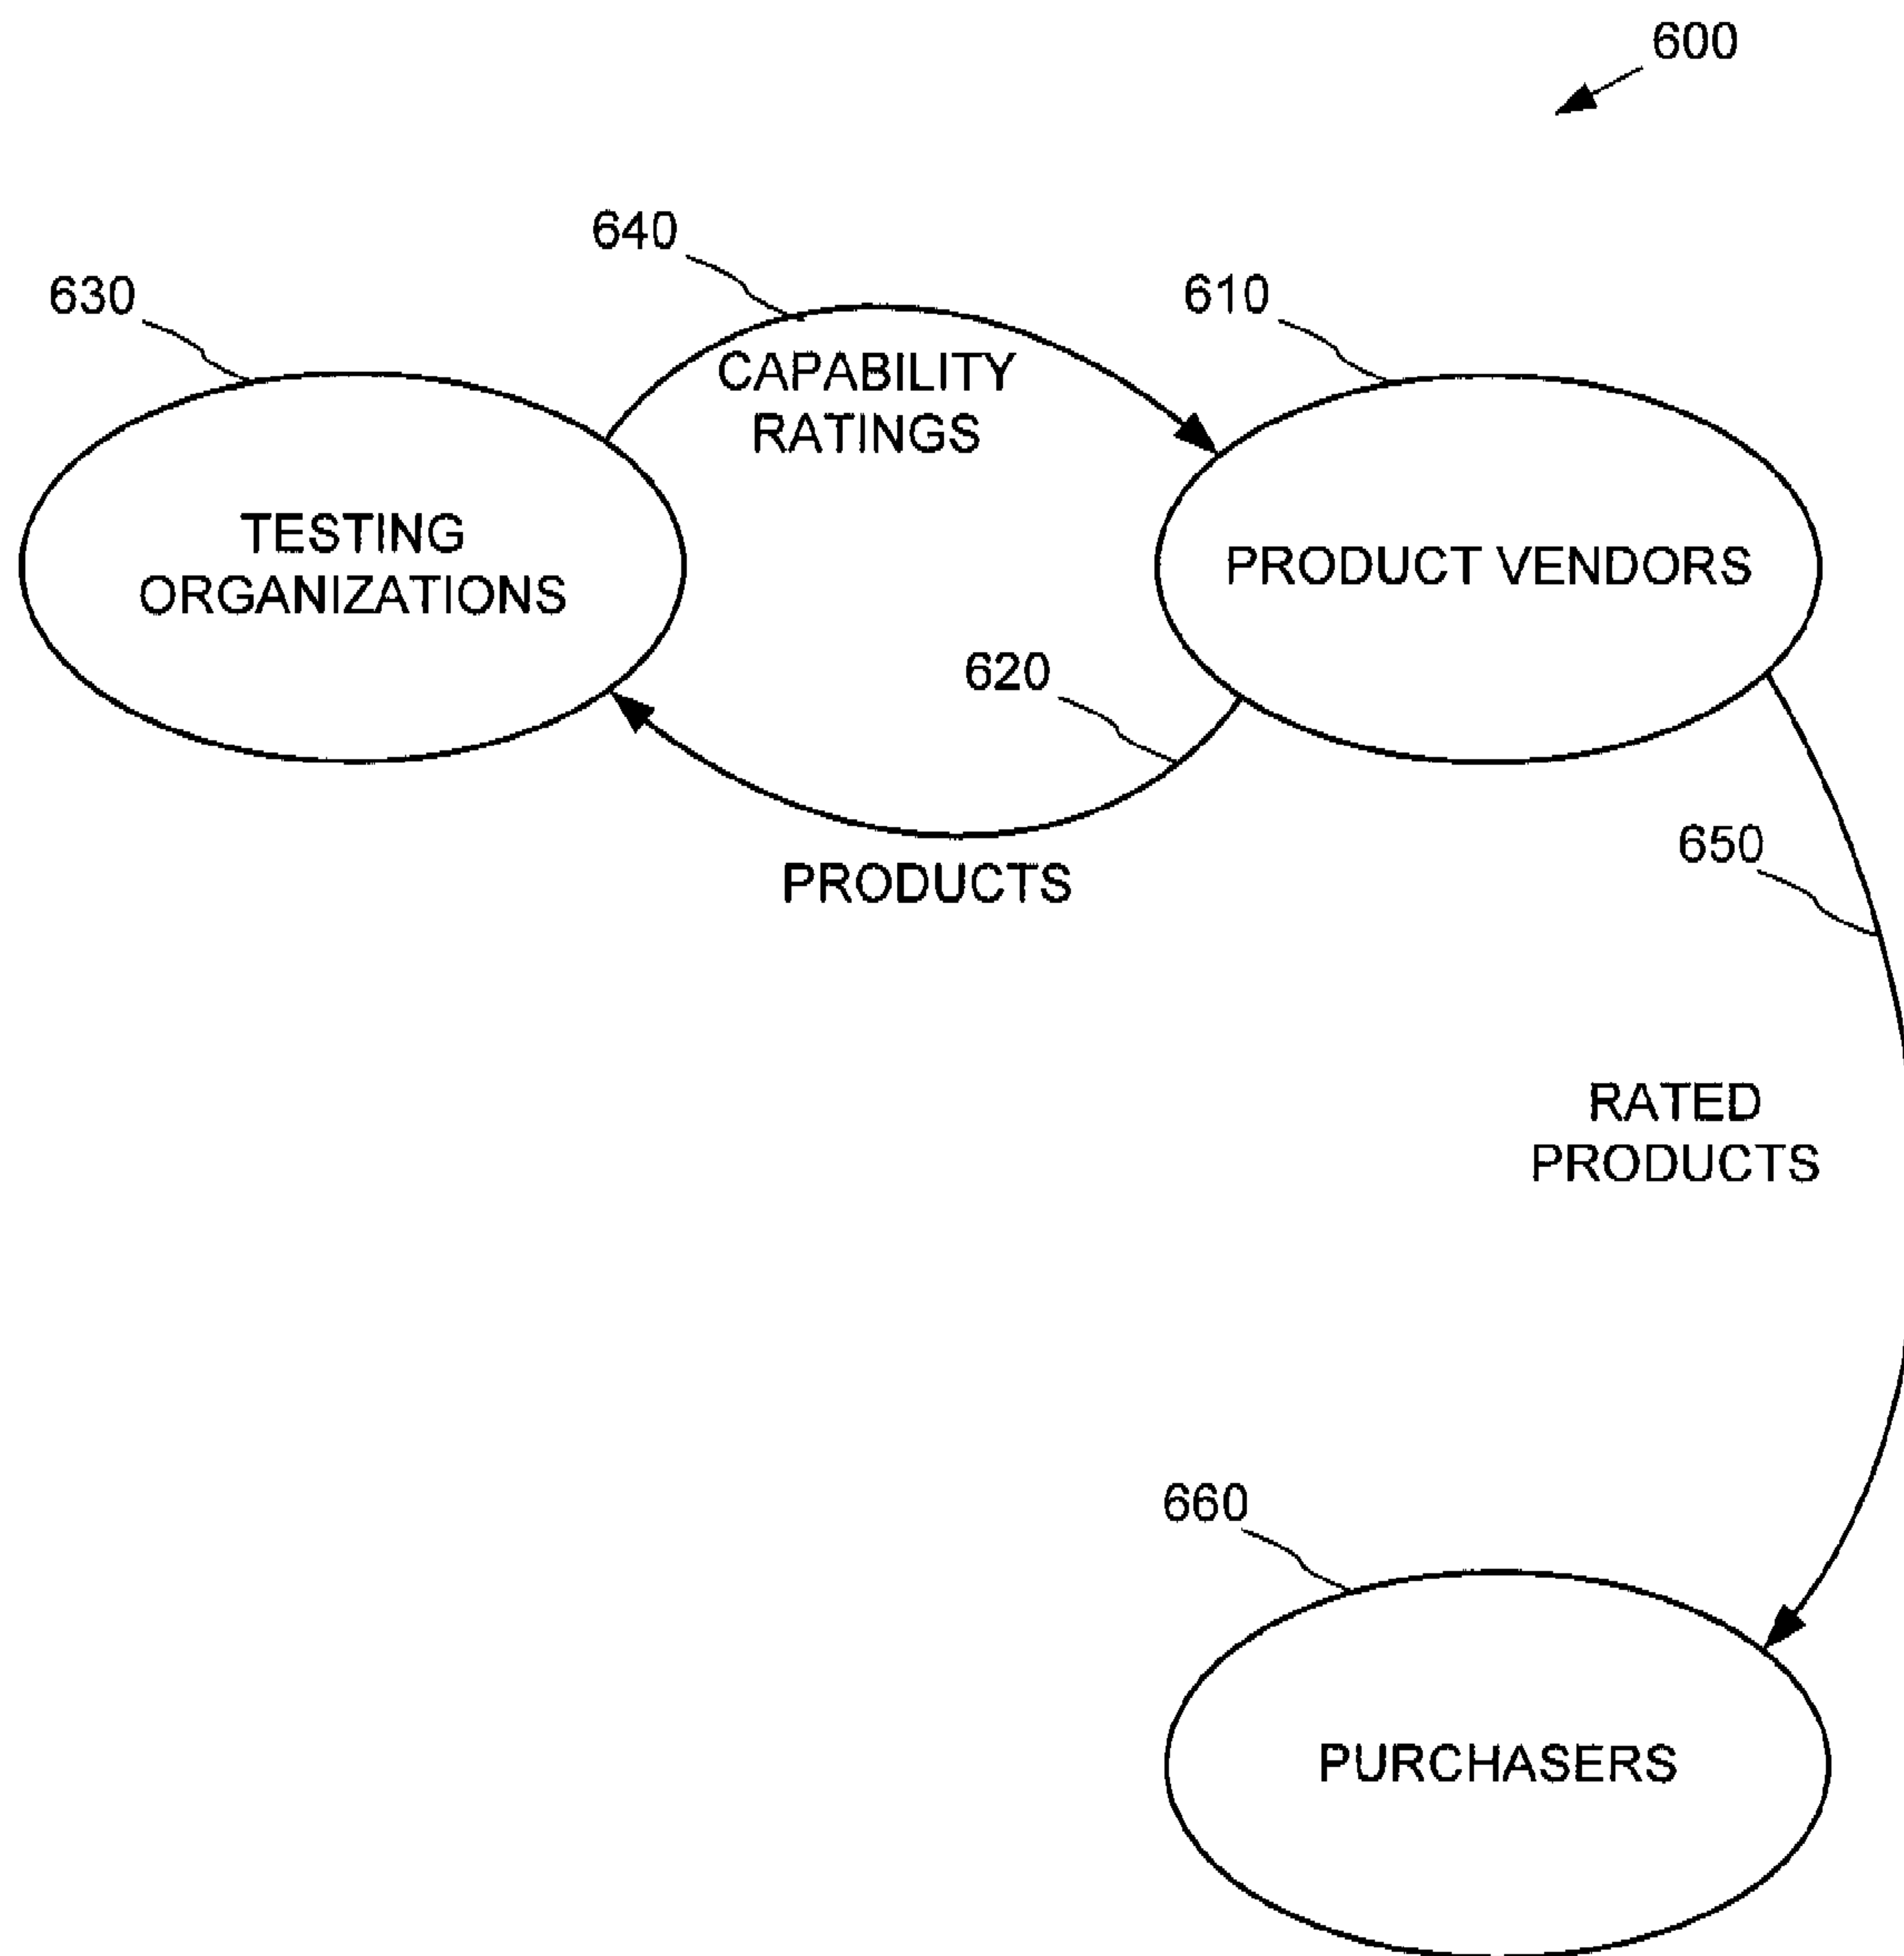 600
640
630
610
CAPABILITY
RATINGS
TESTING
ORGANIZATIONS
PRODUCT VENDORS
620
650
PRODUCTS
RATED
PRODUCTS
660
PURCHASERS